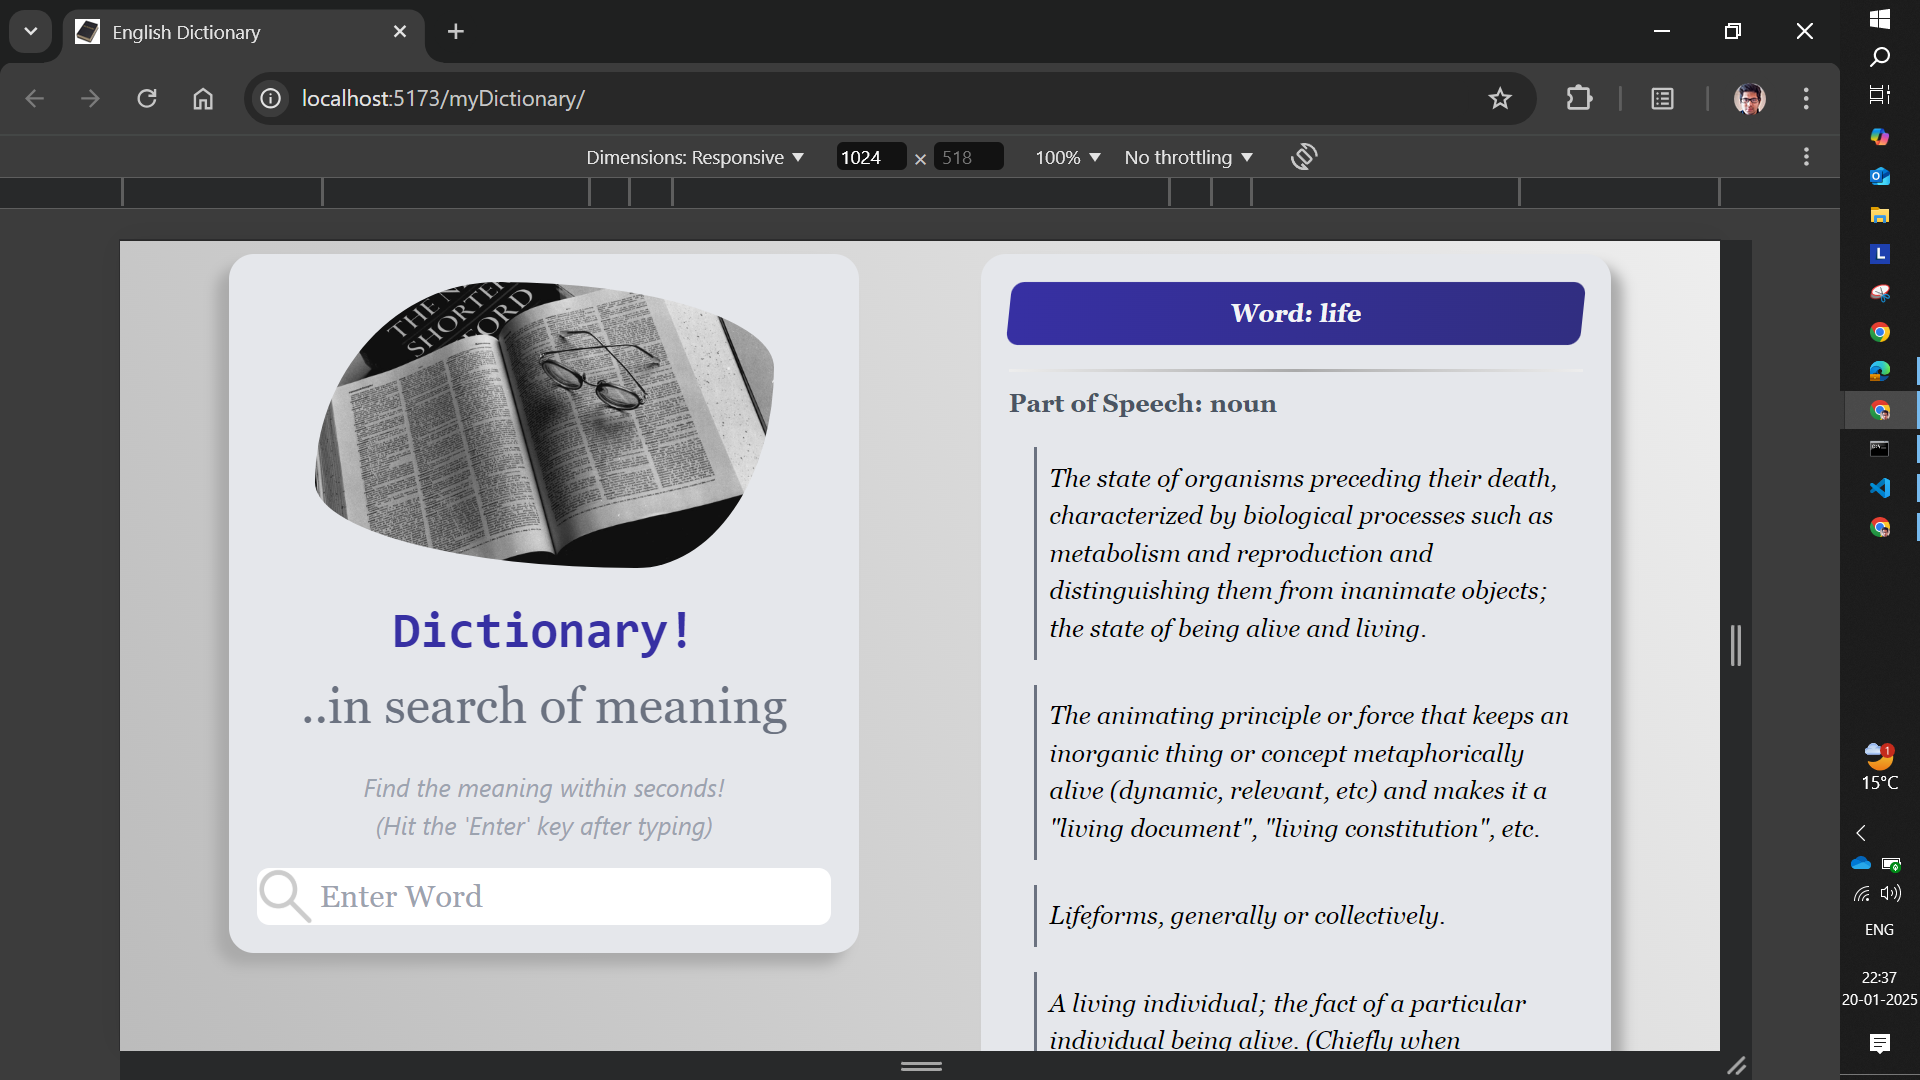 English Dictionary
localhost:5173/myDictionary/
Dimensions: Responsive
1024
×
518
100%
No throttling
THE N
SHORTE
FORD
Dictionary!
..in search of meaning
Find the meaning within seconds!
(Hit the 'Enter' key after typing)
Enter Word
Word: life
Part of Speech: noun
The state of organisms preceding their death,
characterized by biological processes such as
metabolism and reproduction and
distinguishing them from inanimate objects;
the state of being alive and living.
The animating principle or force that keeps an
inorganic thing or concept metaphorically
alive (dynamic, relevant, etc) and makes it a
"living document", "living constitution", etc.
Lifeforms, generally or collectively.
A living individual; the fact of a particular
individual being alive. (Chiefly when
L
1
15°C
ENG
22:37
20-01-2025